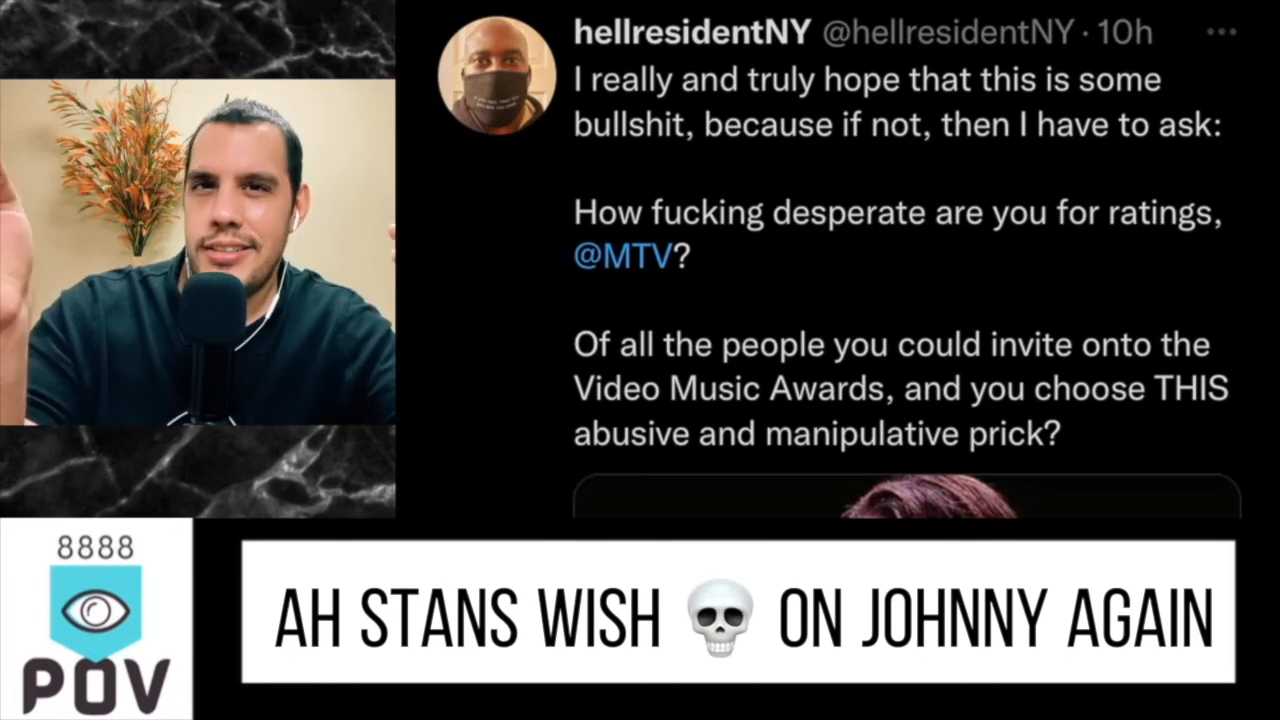 hellresidentNY @hellresidentNY · 10h
I really and truly hope that this is some
bullshit, because if not, then I have to ask:
How fucking desperate are you for ratings,
@MTV?
Of all the people you could invite onto the
Video Music Awards, and you choose THIS
abusive and manipulative prick?
8888
POV
AH STANS WISH 💀 ON JOHNNY AGAIN